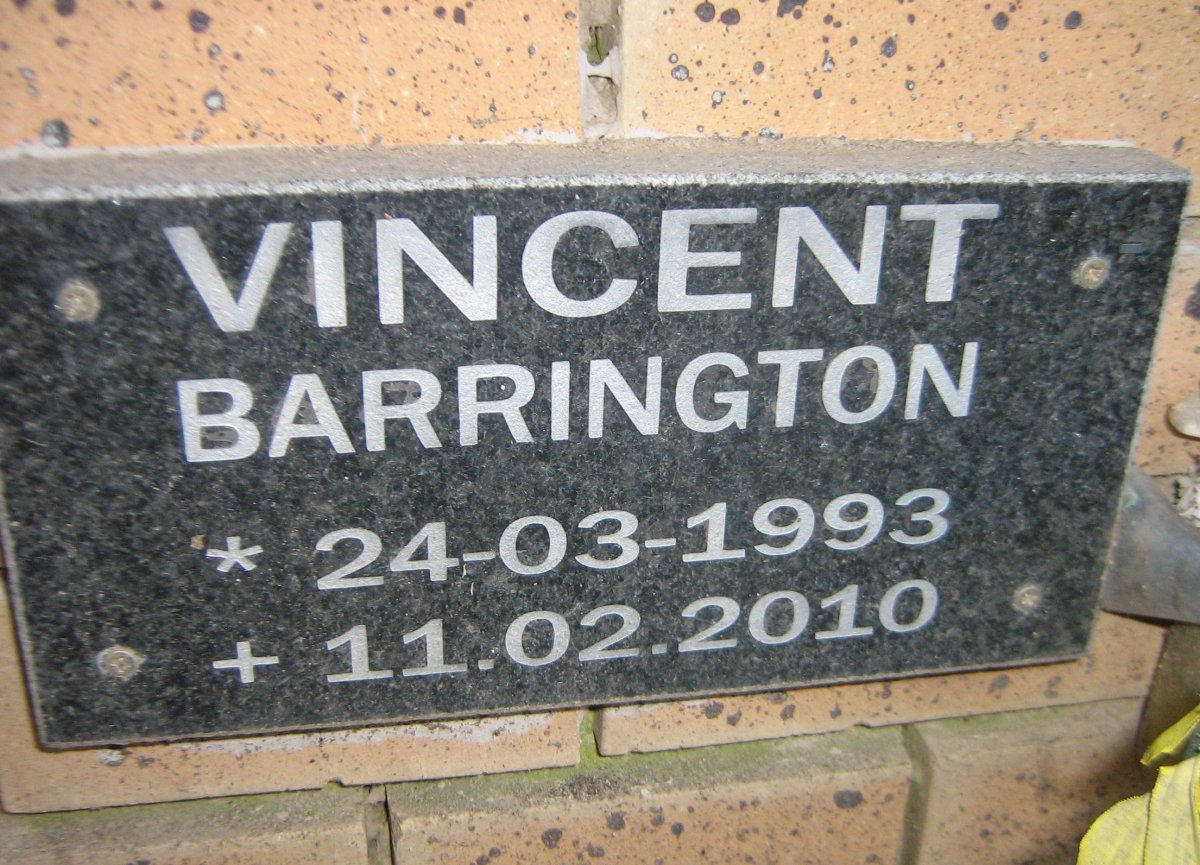 VINCENT
BARRINGTON
* 24-03-1993
+ 11.02.2010